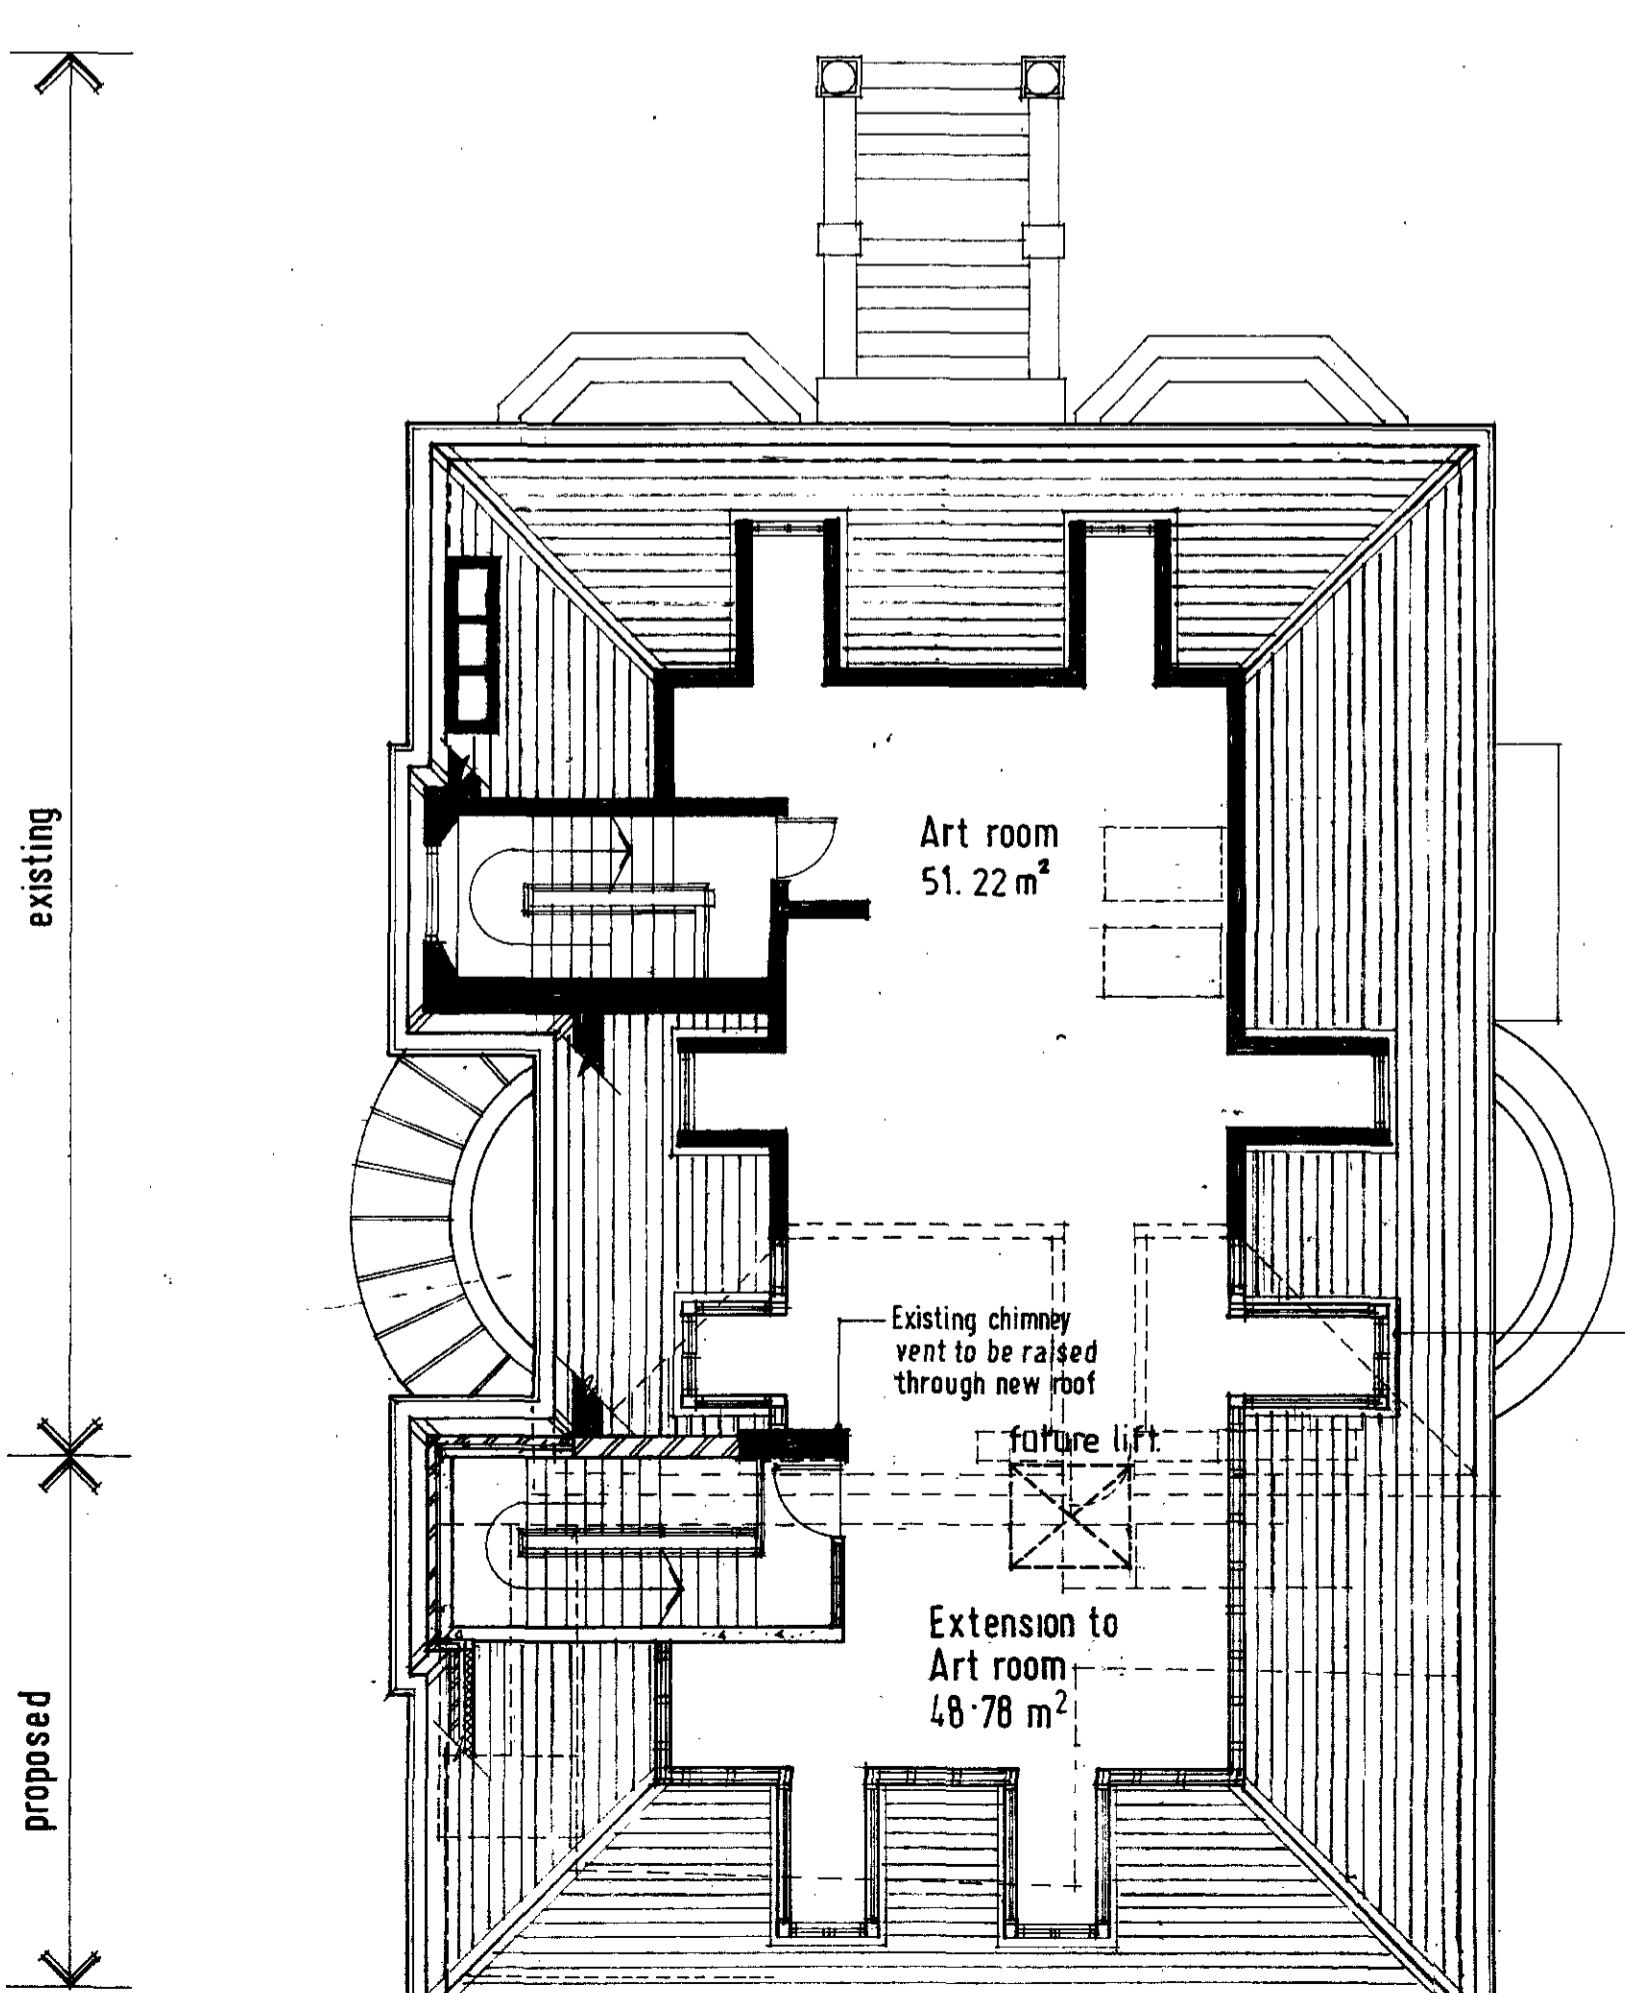 existing
Art room
51.22 m²
Existing chimney
vent to be raised
through new roof
future lift
Extension to
Art room
48·78 m²
proposed